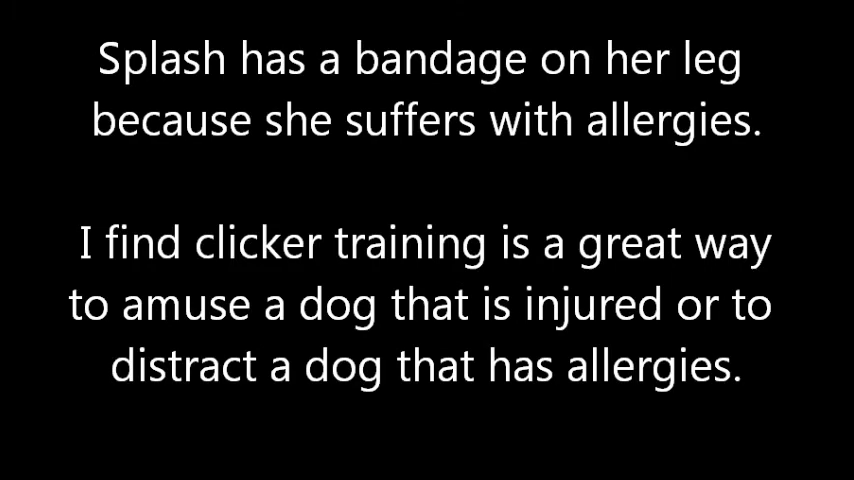 Splash has a bandage on her leg
because she suffers with allergies.
I find clicker training is a great way
to amuse a dog that is injured or to
distract a dog that has allergies.